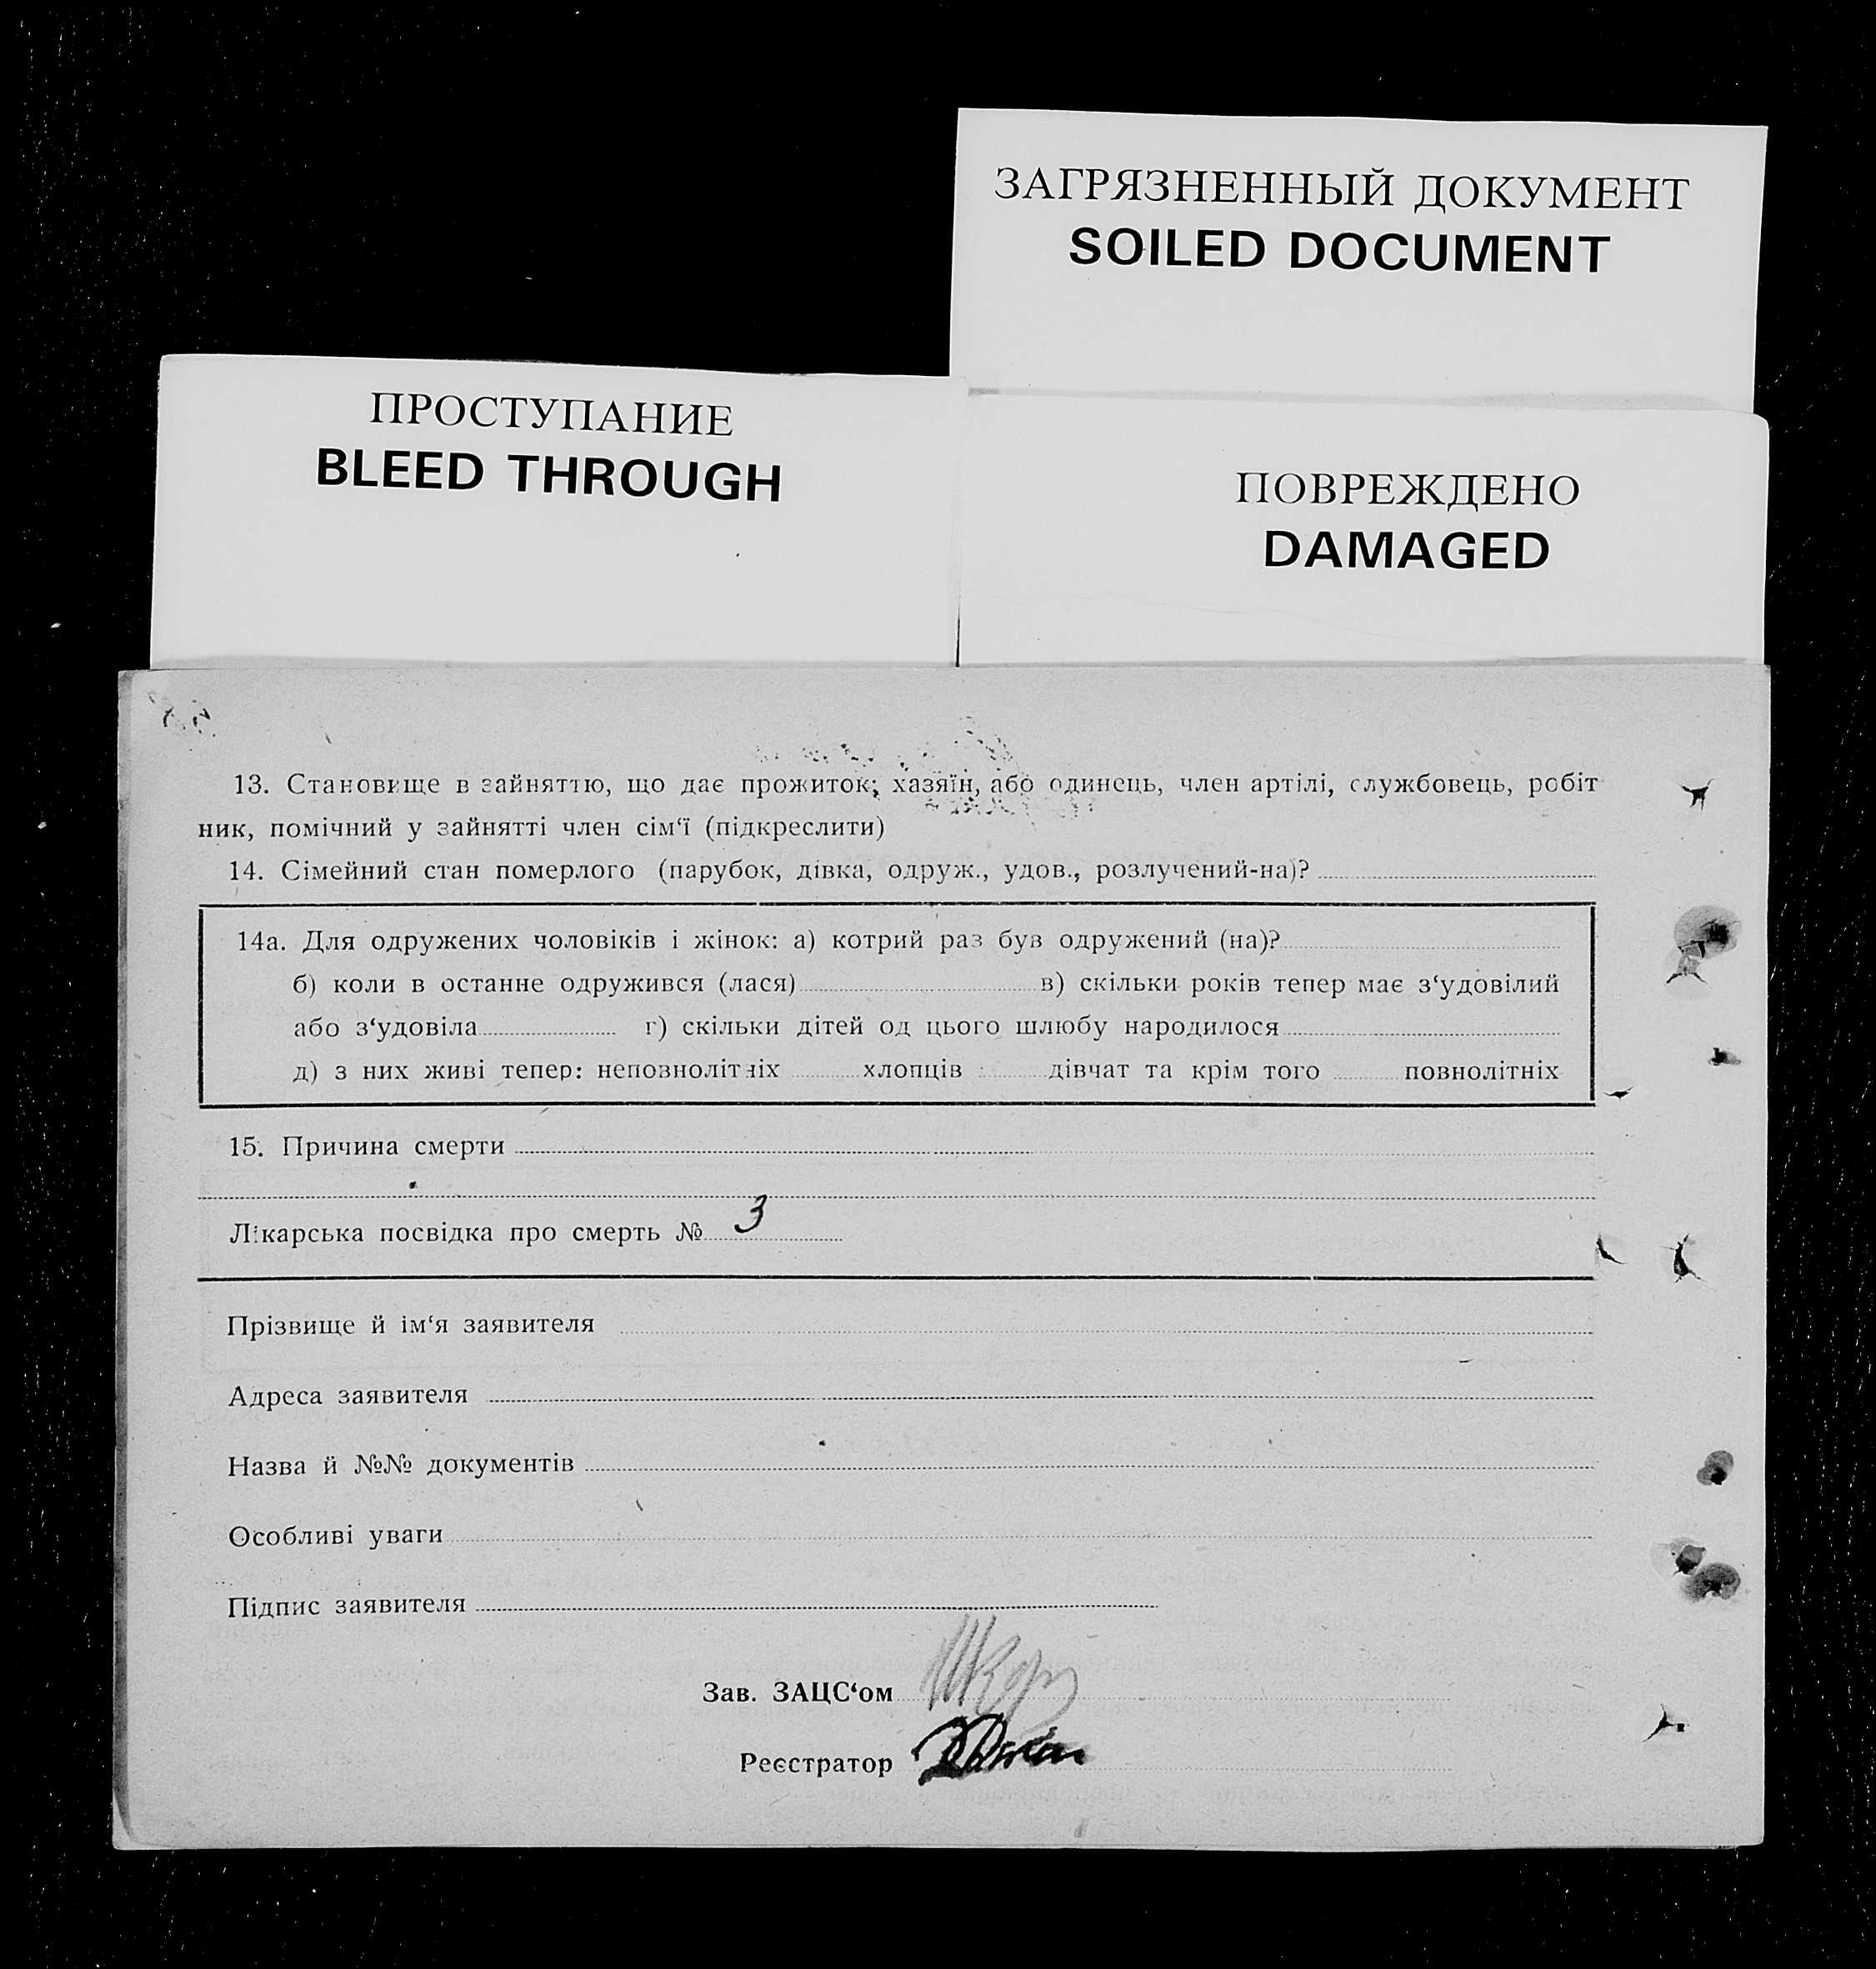 ЗАГРЯЗНЕННЫЙ ДОКУМЕНТ
SOILED DOCUMENT
ПРОСТУПАНИЕ
BLEED THROUGH
ПОВРЕЖДЕНО
DAMAGED
13. Становище в зайняттю, що дає прожиток; хазяїн, або одинець, член артілі, службовець, робіт
ник, помічний у зайнятті член сім‘ї (підкреслити)
14. Сімейний стан померлого (парубок, дівка, одруж., удов., розлучений-на)?
14а. Для одружених чоловіків і жінок: а) котрий раз був одружений (на)?
б) коли в останне одружився (лася) в) скільки років тепер має з‘удовілий
або з‘удовіла г) скільки дітей од цього шлюбу народилося
д) з них живі тепер: неповнолітніх хлопців дівчат та крім того повнолітніх
15. Причина смерти
Лікарська посвідка про смерть № 3
Прізвище й ім‘я заявителя
Адреса заявителя
Назва й №№ документів
Особливі уваги
Підпис заявителя
Зав. ЗАЦС‘ом
Реєстратор